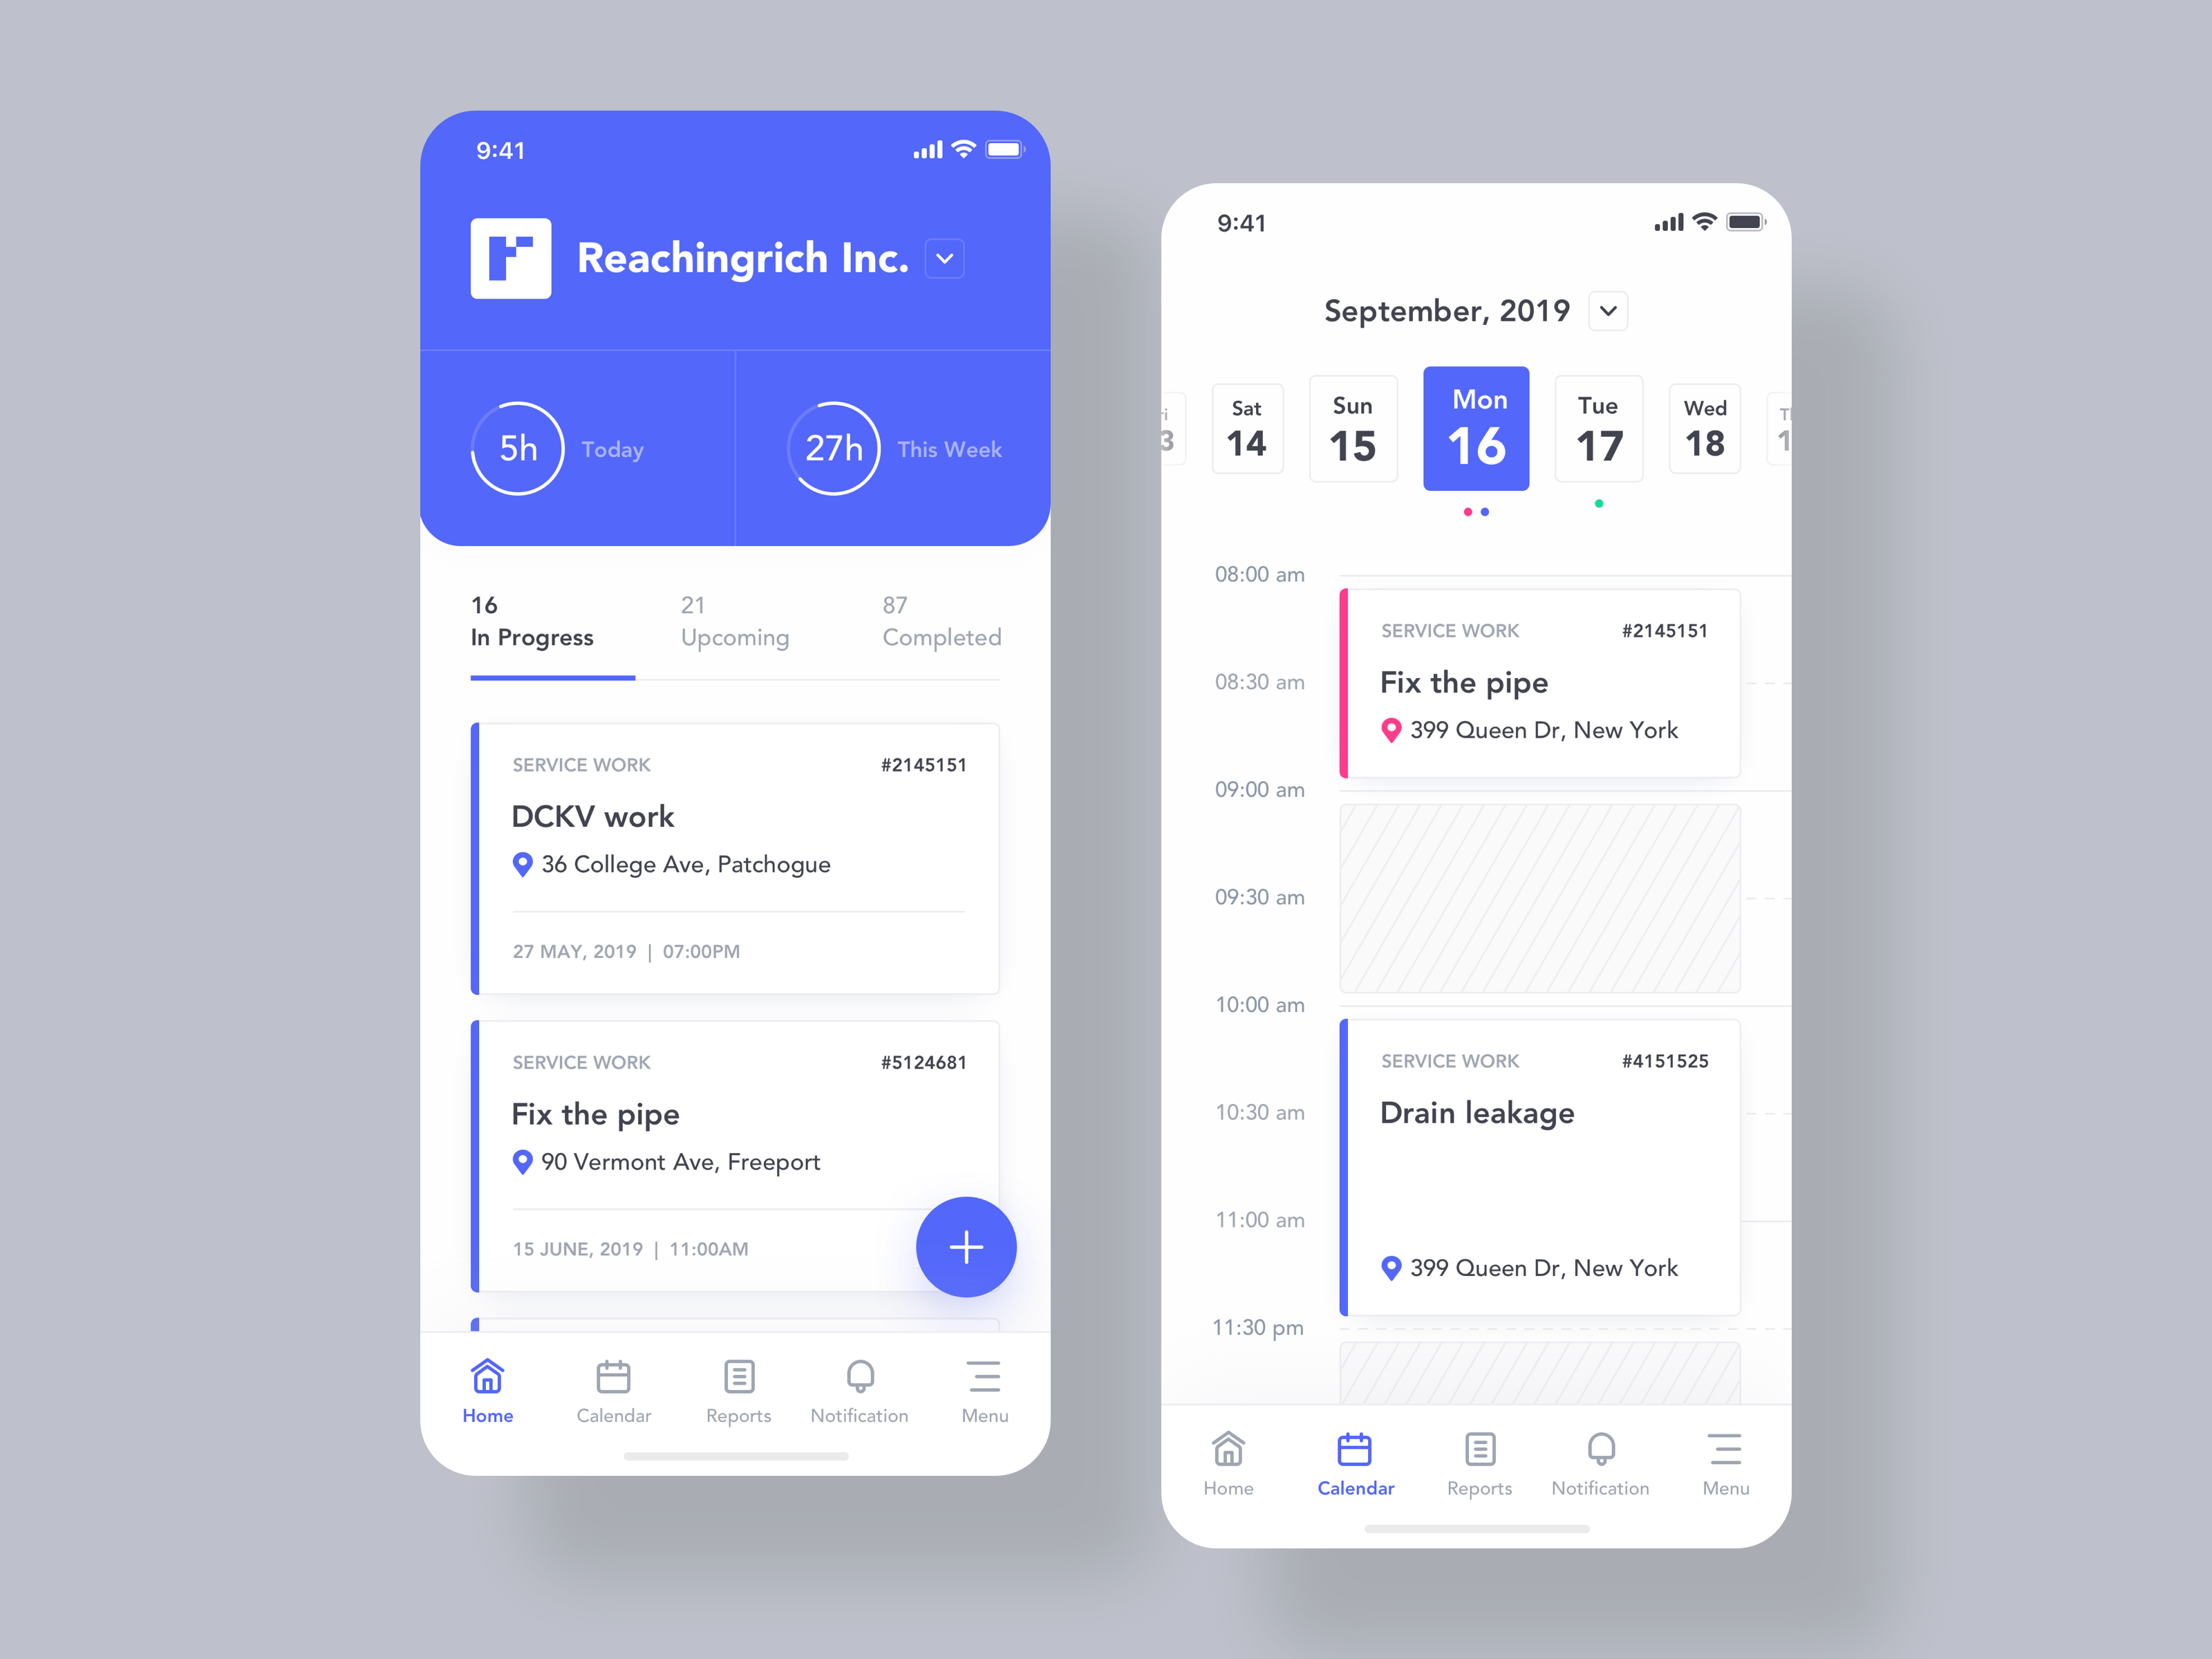 9:41
Reachingrich Inc.
5h Today
27h This Week
16 21 87
In Progress Upcoming Completed
SERVICE WORK #2145151
DCKV work
36 College Ave, Patchogue
27 MAY, 2019 | 07:00PM
SERVICE WORK #5124681
Fix the pipe
90 Vermont Ave, Freeport
15 JUNE, 2019 | 11:00AM
Home Calendar Reports Notification Menu
9:41
September, 2019
Sat Sun Mon Tue Wed
14 15 16 17 18
08:00 am
SERVICE WORK #2145151
08:30 am Fix the pipe
399 Queen Dr, New York
09:00 am
09:30 am
10:00 am
SERVICE WORK #4151525
10:30 am Drain leakage
11:00 am
399 Queen Dr, New York
11:30 pm
Home Calendar Reports Notification Menu